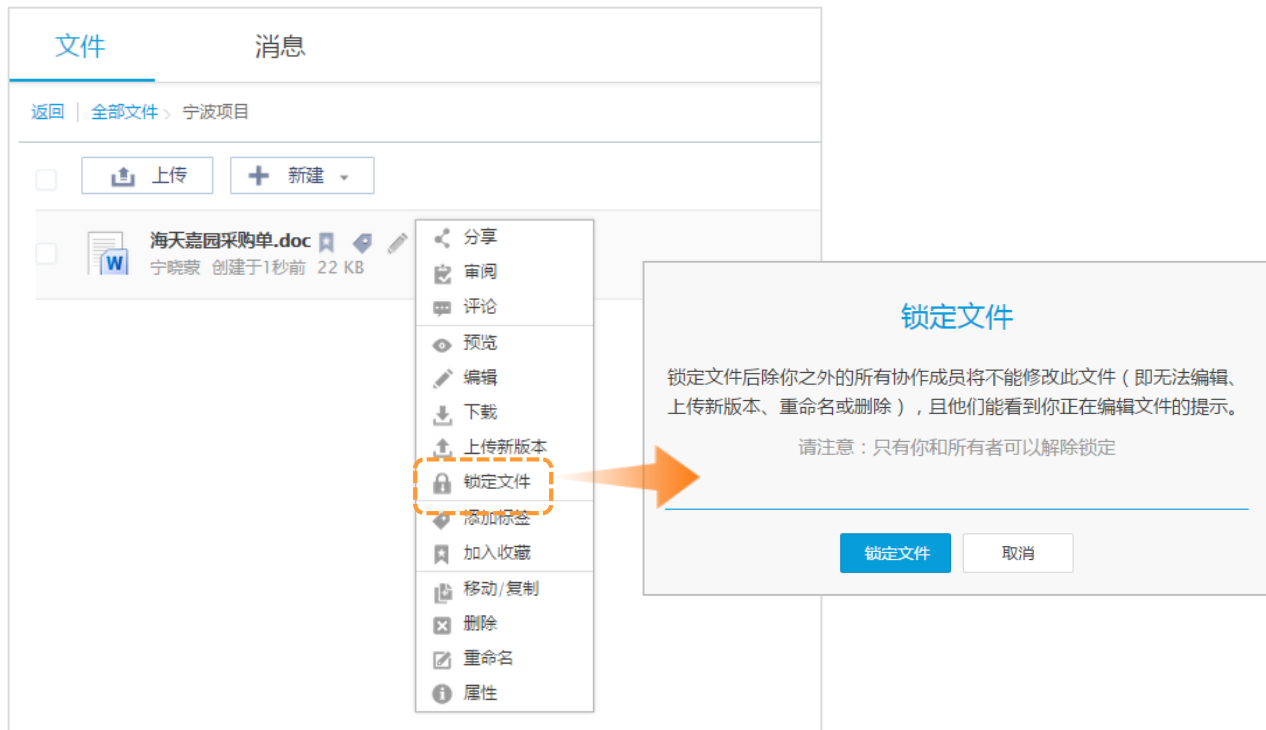 文件
消息
返回 | 全部文件 > 宁波项目
上传
新建
海天嘉园采购单.doc
宁晓蒙 创建于1秒前 22 KB
分享
审阅
评论
预览
编辑
下载
上传新版本
锁定文件
添加标签
加入收藏
移动/复制
删除
重命名
属性
锁定文件
锁定文件后除你之外的所有协作成员将不能修改此文件（即无法编辑、
上传新版本、重命名或删除），且他们能看到你正在编辑文件的提示。
请注意：只有你和所有者可以解除锁定
锁定文件
取消